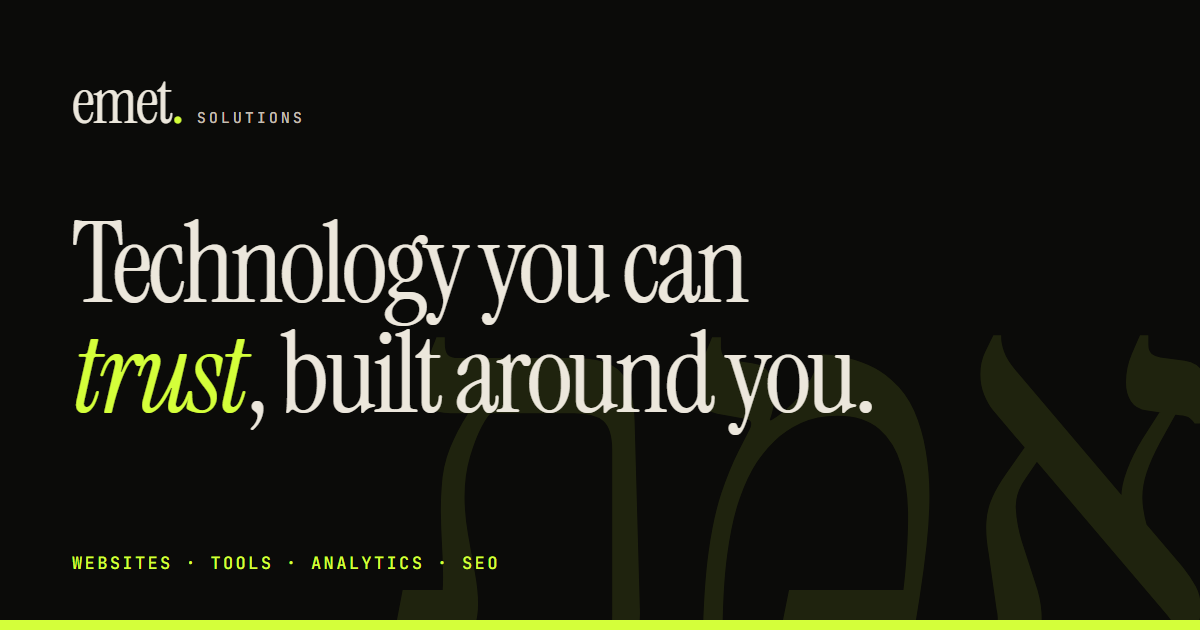 emet. SOLUTIONS
Technology you can
trust, built around you.
אמת
WEBSITES · TOOLS · ANALYTICS · SEO